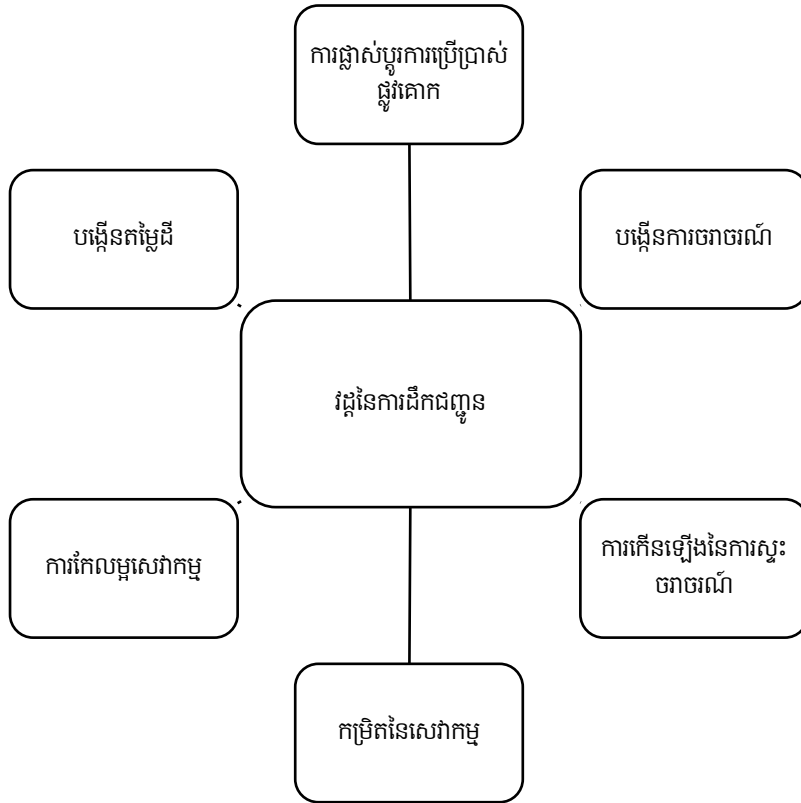 ការផ្លាស់ប្តូរការប្រើប្រាស់
ផ្លូវគោក
បង្កើនតម្លៃដី
បង្កើនការចរាចរណ៍
វដ្តនៃការដឹកជញ្ជូន
ការកែលម្អសេវាកម្ម
ការកើនឡើងនៃការស្ទះ
ចរាចរណ៍
កម្រិតនៃសេវាកម្ម